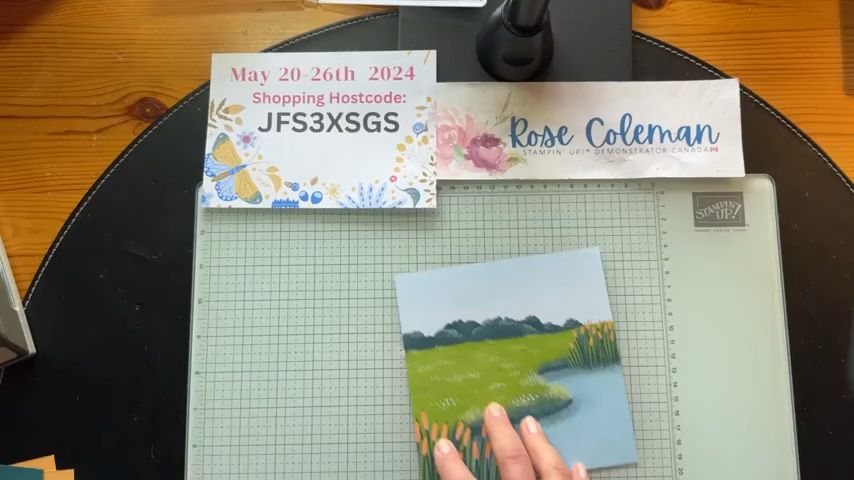 May 20-26th 2024
Shopping Hostcode:
JFS3XSGS
Rose Coleman
STAMPIN' UP!® DEMONSTRATOR CANADA
STAMPIN' UP!